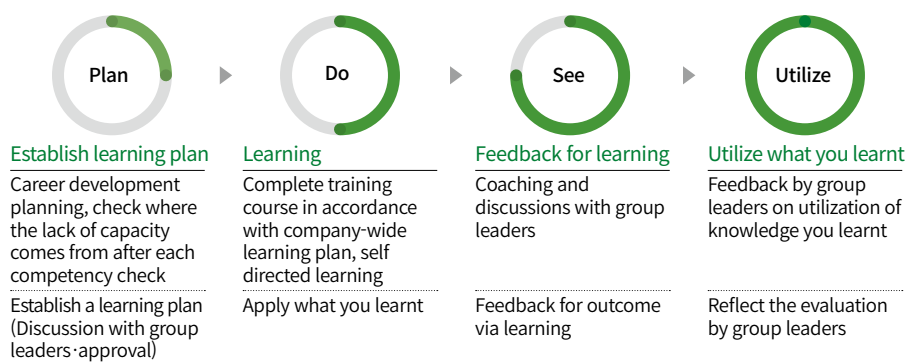 Plan
Do
See
Utilize
Establish learning plan
Career development
planning, check where
the lack of capacity
comes from after each
competency check
Establish a learning plan
(Discussion with group
leaders·approval)
Learning
Complete training
course in accordance
with company-wide
learning plan, self
directed learning
Apply what you learnt
Feedback for learning
Coaching and
discussions with group
leaders
Feedback for outcome
via learning
Utilize what you learnt
Feedback by group
leaders on utilization of
knowledge you learnt
Reflect the evaluation
by group leaders